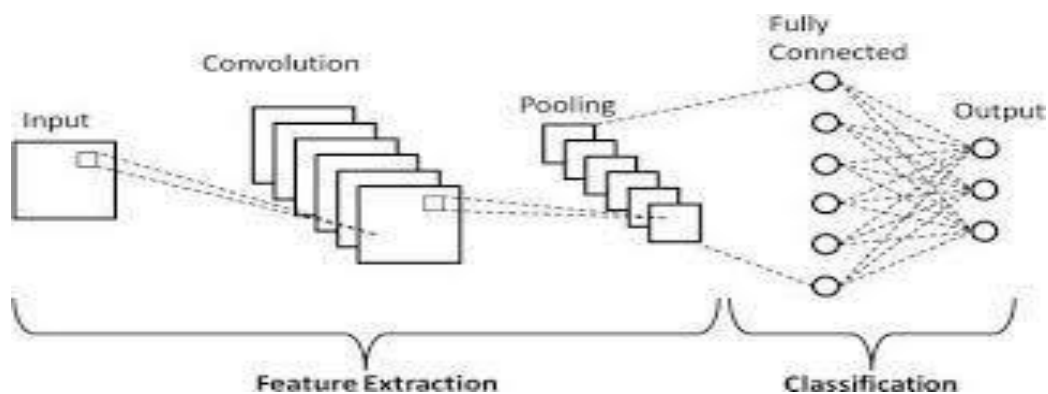 Input
Convolution
Pooling
Fully
Connected
Output
Feature Extraction
Classification